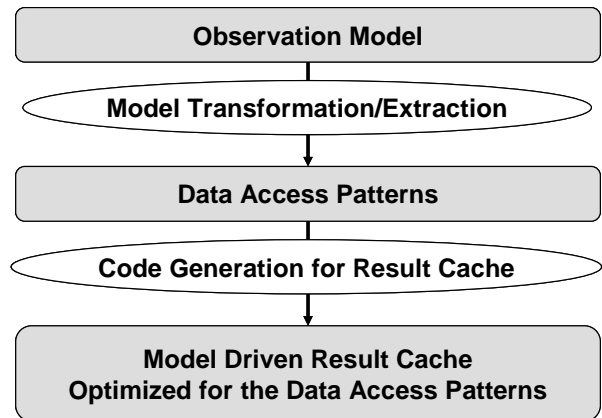 Observation Model
Model Transformation/Extraction
Data Access Patterns
Code Generation for Result Cache
Model Driven Result Cache
Optimized for the Data Access Patterns